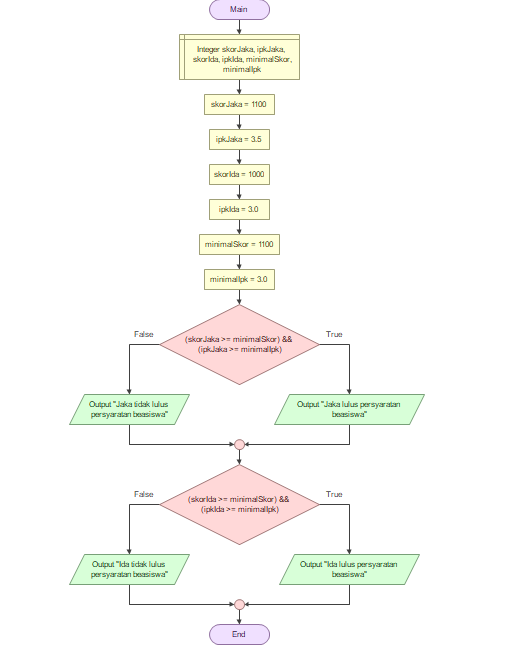 Main
Integer skorJaka, ipkJaka,
skorIda, ipkIda, minimalSkor,
minimalIpk
skorJaka = 1100
ipkJaka = 3.5
skorIda = 1000
ipkIda = 3.0
minimalSkor = 1100
minimalIpk = 3.0
False
True
(skorJaka >= minimalSkor) &&
(ipkJaka >= minimalIpk)
Output "Jaka tidak lulus
persyaratan beasiswa"
Output "Jaka lulus persyaratan
beasiswa"
False
True
(skorIda >= minimalSkor) &&
(ipkIda >= minimalIpk)
Output "Ida tidak lulus
persyaratan beasiswa"
Output "Ida lulus persyaratan
beasiswa"
End